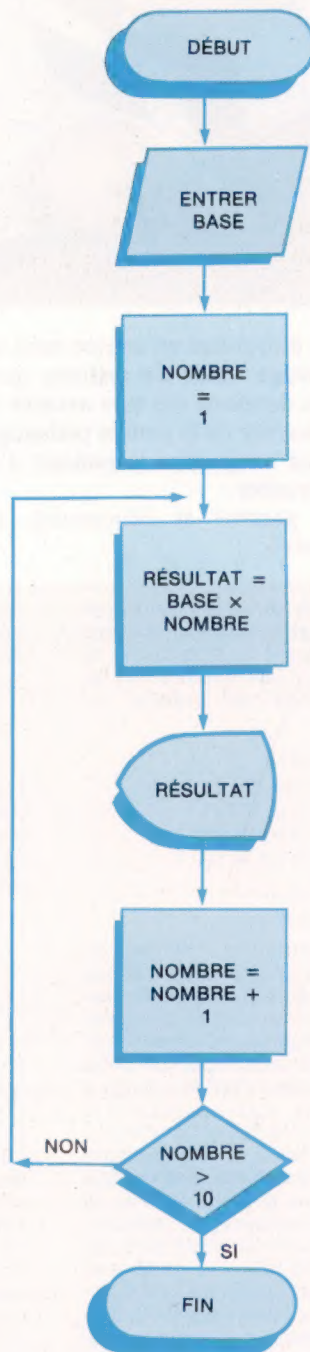 DÉBUT
ENTRER
BASE
NOMBRE
=
1
RÉSULTAT =
BASE ×
NOMBRE
RÉSULTAT
NOMBRE =
NOMBRE +
1
NON
NOMBRE
>
10
SI
FIN